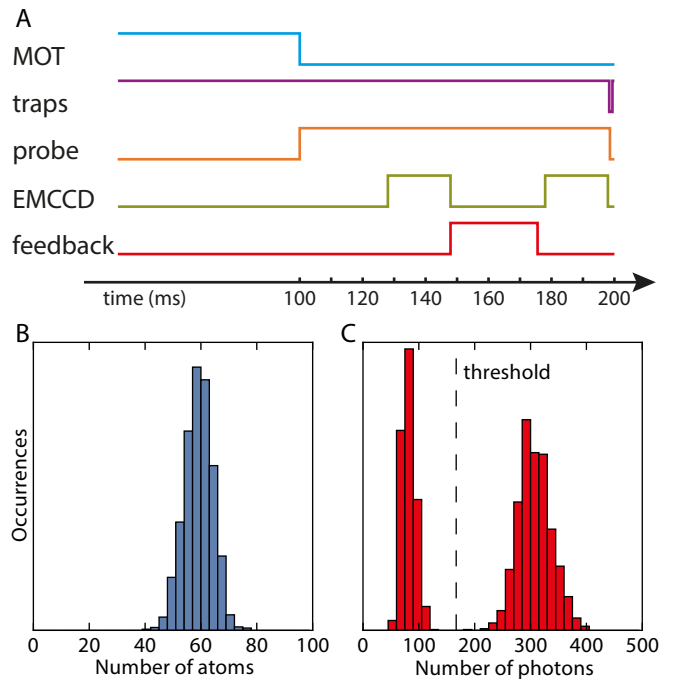 A
MOT
traps
probe
EMCCD
feedback
time (ms) 100 120 140 160 180 200
B C
threshold
Occurrences
0 20 40 60 80 100 0 100 200 300 400 500
Number of atoms Number of photons